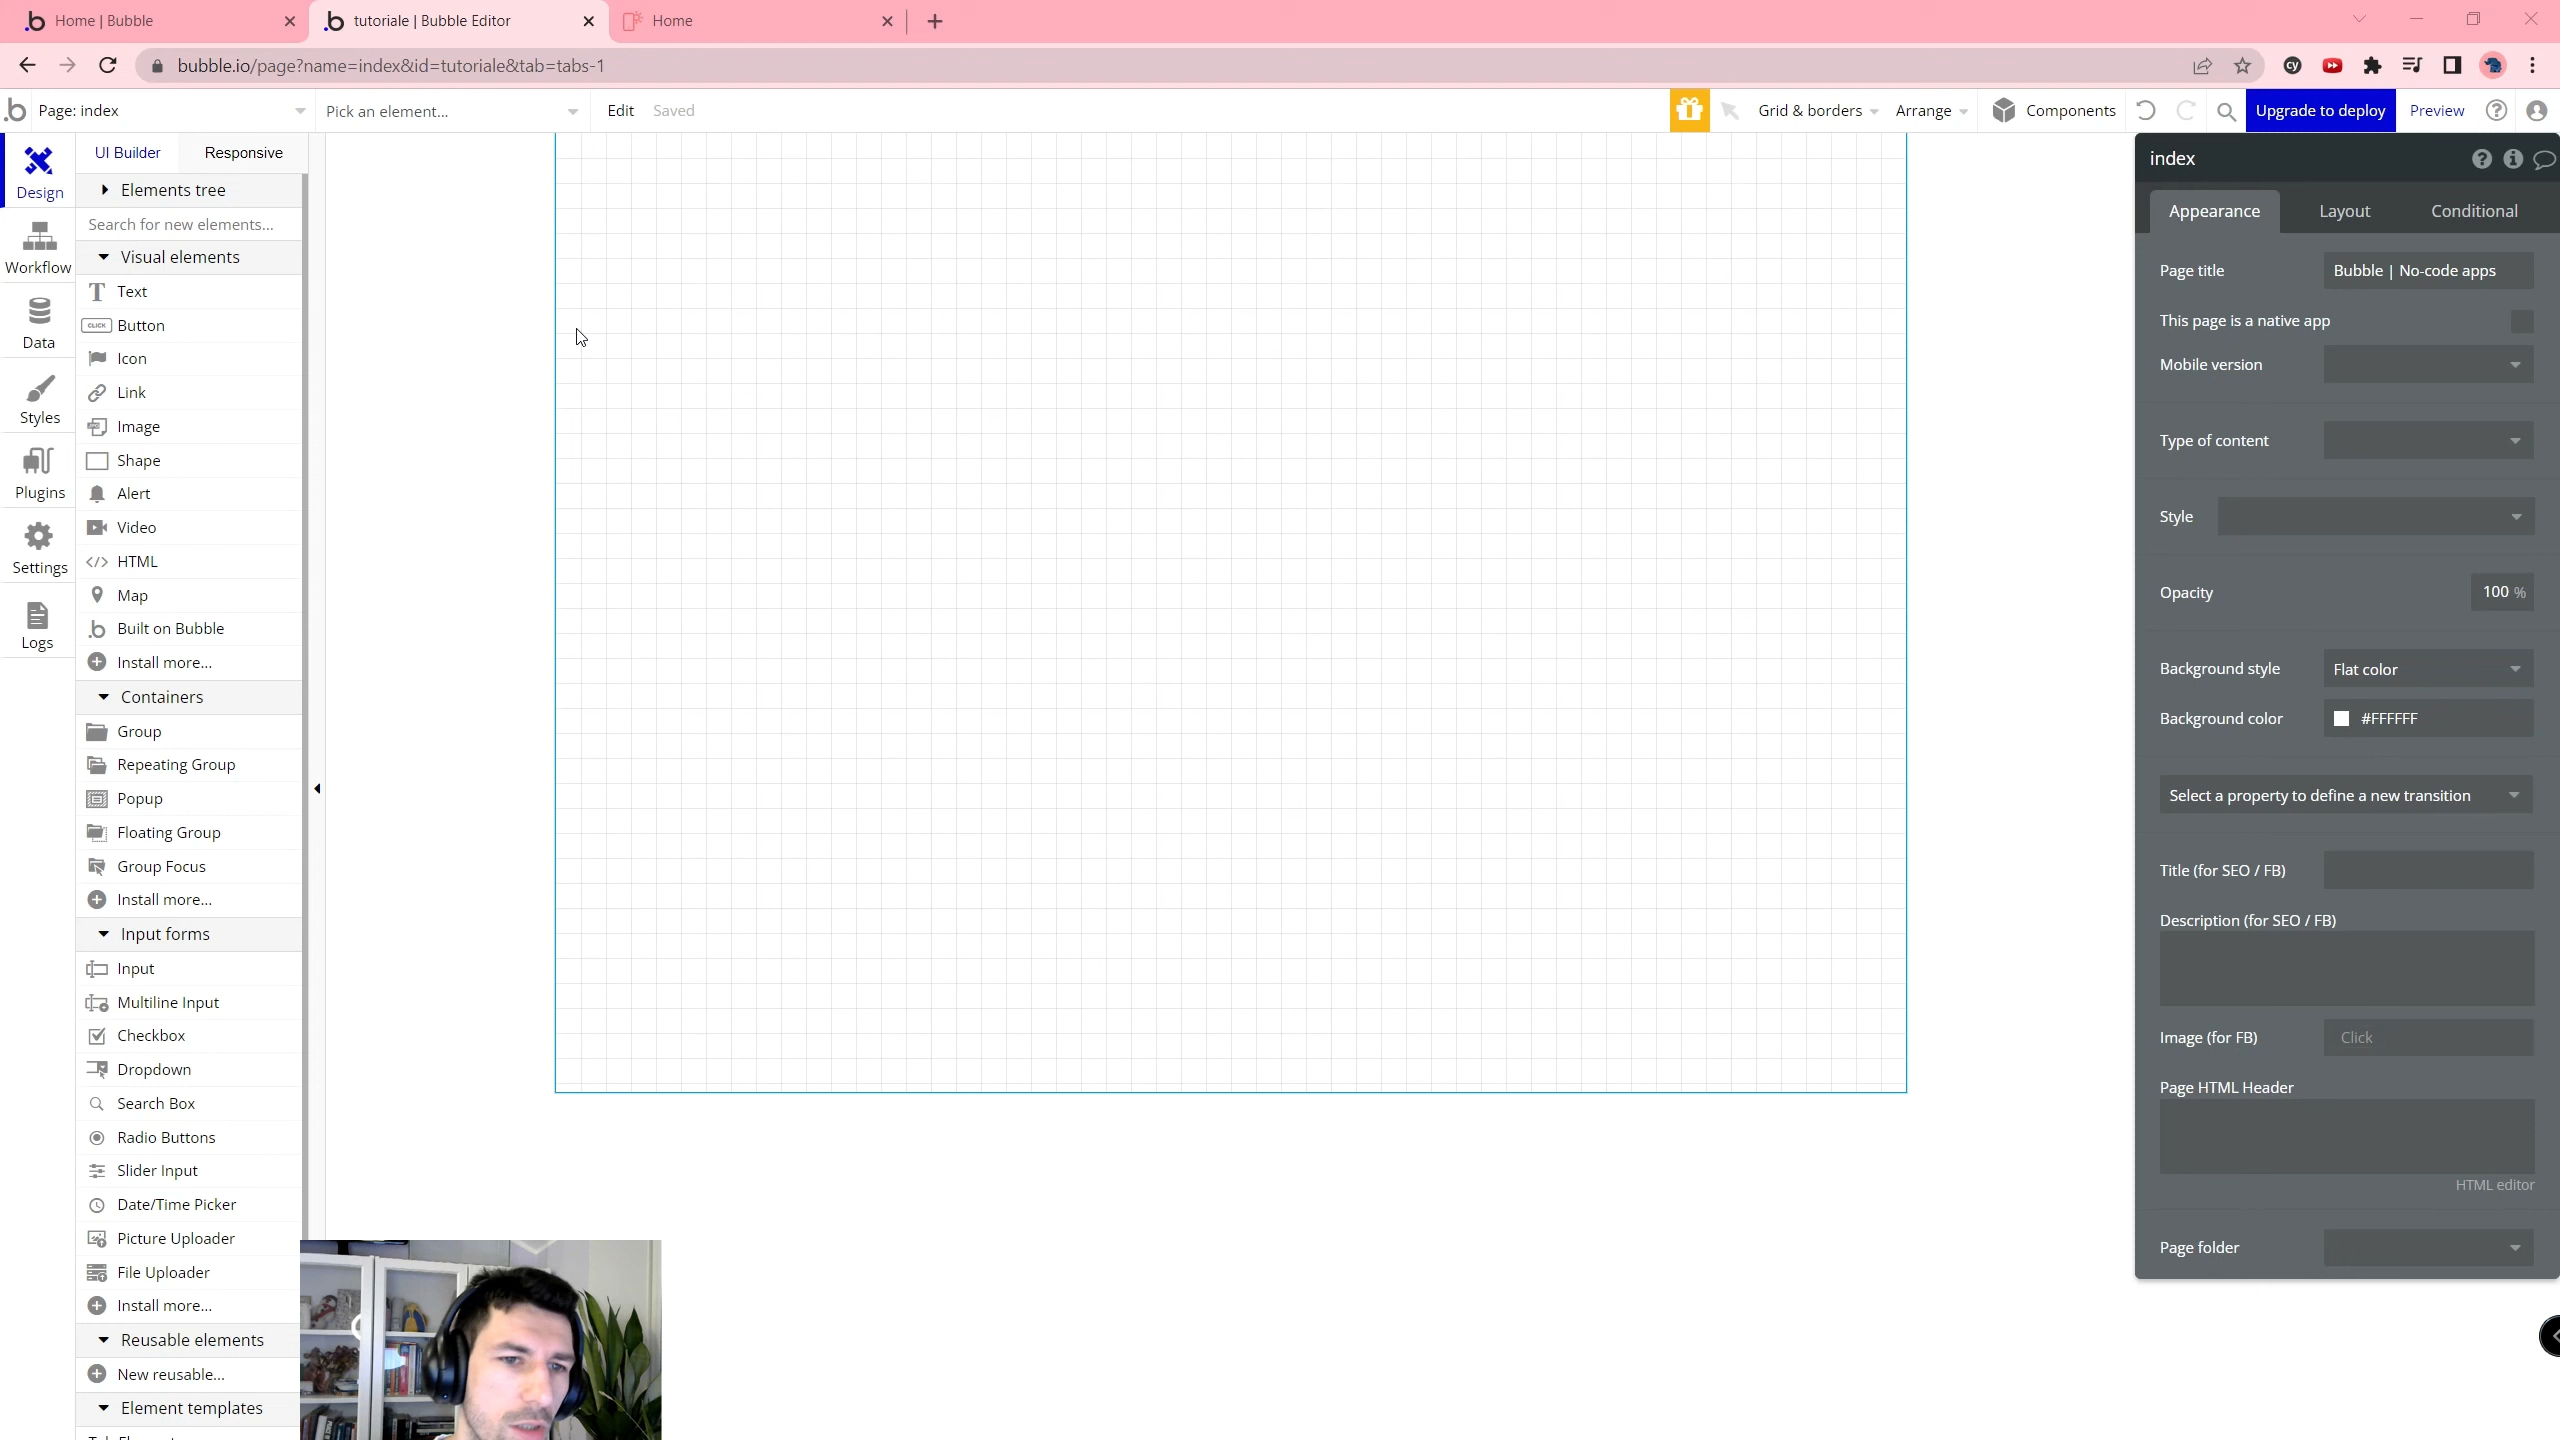 Home | Bubble
tutoriale | Bubble Editor
Home
bubble.io/page?name=index&id=tutoriale&tab=tabs-1
Page: index
Pick an element...
Edit
Saved
Grid & borders
Arrange
Components
Upgrade to deploy
Preview
Design
Workflow
Data
Styles
Plugins
Settings
Logs
UI Builder
Responsive
Elements tree
Search for new elements...
Visual elements
Text
CLICK Button
Icon
Link
Image
Shape
Alert
Video
</> HTML
Map
Built on Bubble
Install more...
Containers
Group
Repeating Group
Popup
Floating Group
Group Focus
Install more...
Input forms
Input
Multiline Input
Checkbox
Dropdown
Search Box
Radio Buttons
Slider Input
Date/Time Picker
Picture Uploader
File Uploader
Install more...
Reusable elements
New reusable...
Element templates
index
Appearance
Layout
Conditional
Page title
Bubble | No-code apps
This page is a native app
Mobile version
Type of content
Style
Opacity
100 %
Background style
Flat color
Background color
#FFFFFF
Select a property to define a new transition
Title (for SEO / FB)
Description (for SEO / FB)
Image (for FB)
Click
Page HTML Header
HTML editor
Page folder